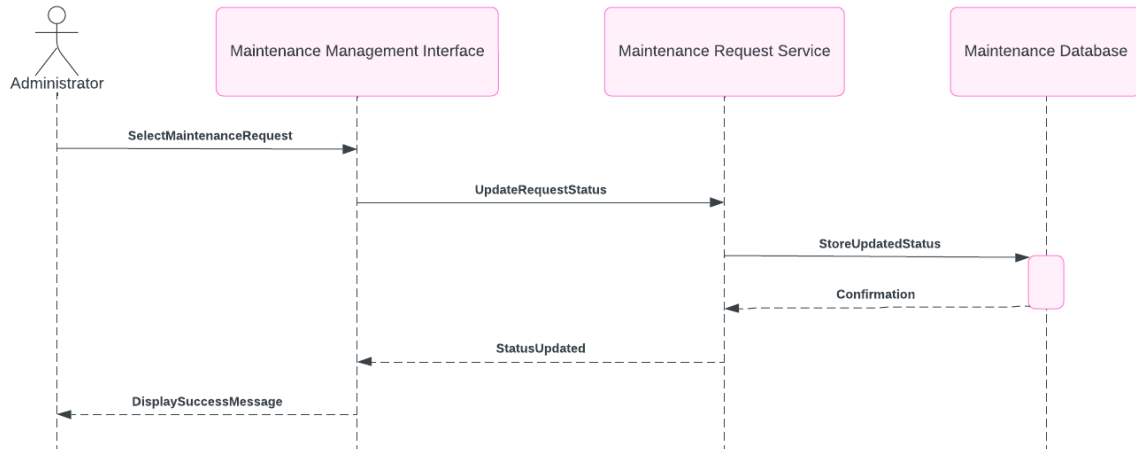 Administrator
Maintenance Management Interface
Maintenance Request Service
Maintenance Database
SelectMaintenanceRequest
UpdateRequestStatus
StoreUpdatedStatus
Confirmation
StatusUpdated
DisplaySuccessMessage